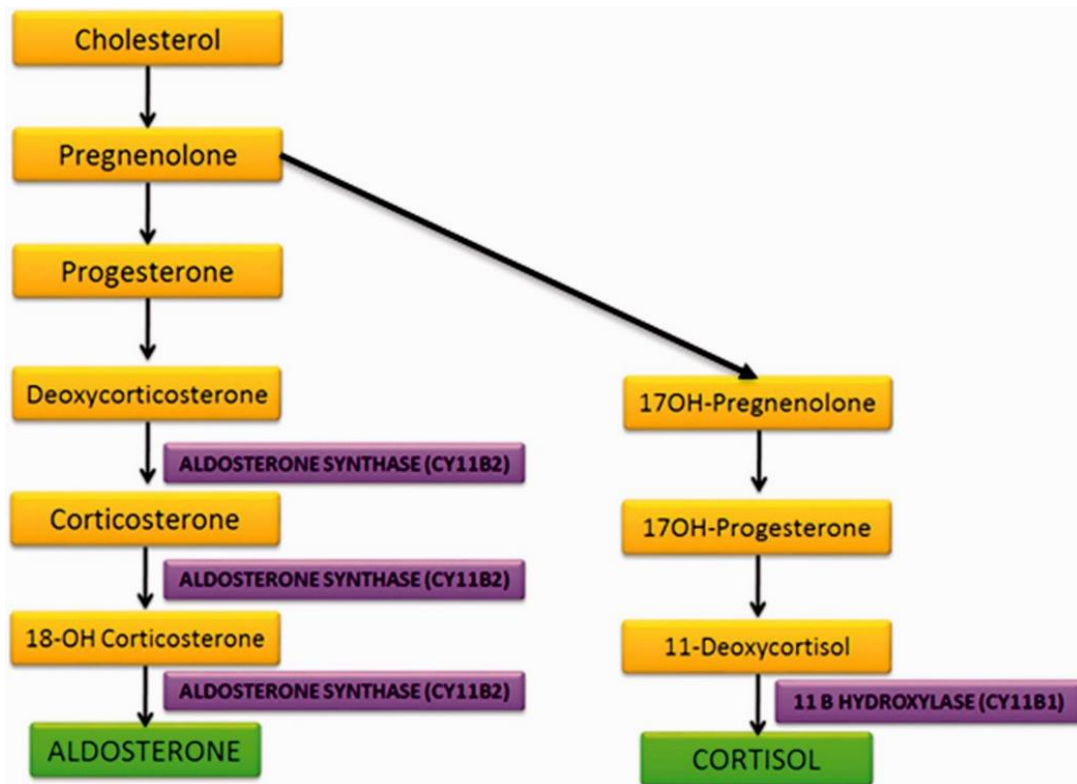 Cholesterol
Pregnenolone
Progesterone
Deoxycorticosterone
ALDOSTERONE SYNTHASE (CY11B2)
Corticosterone
ALDOSTERONE SYNTHASE (CY11B2)
18-OH Corticosterone
ALDOSTERONE SYNTHASE (CY11B2)
ALDOSTERONE
17OH-Pregnenolone
17OH-Progesterone
11-Deoxycortisol
11 B HYDROXYLASE (CY11B1)
CORTISOL